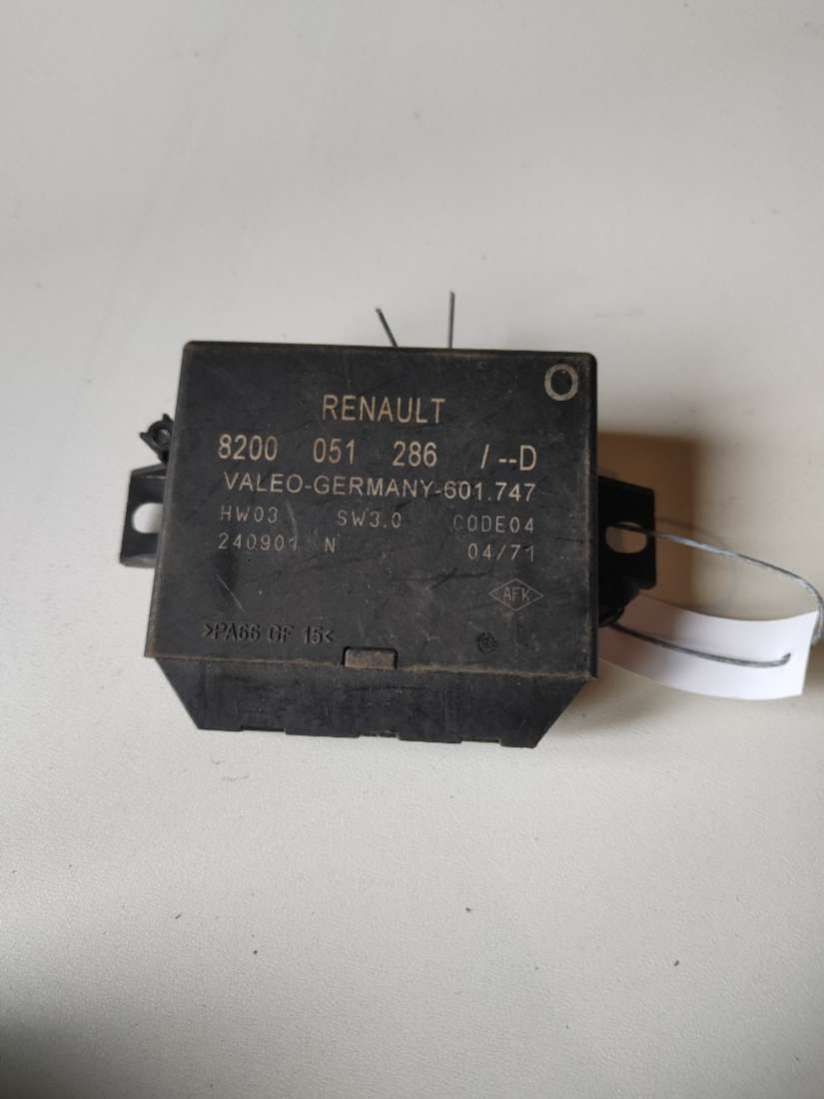 O
RENAULT
8200 051 286 /--D
VALEO-GERMANY-601.747
HW03 SW3.0 CODE04
240901 N 04/71
AFK
>PA66 GF 15<